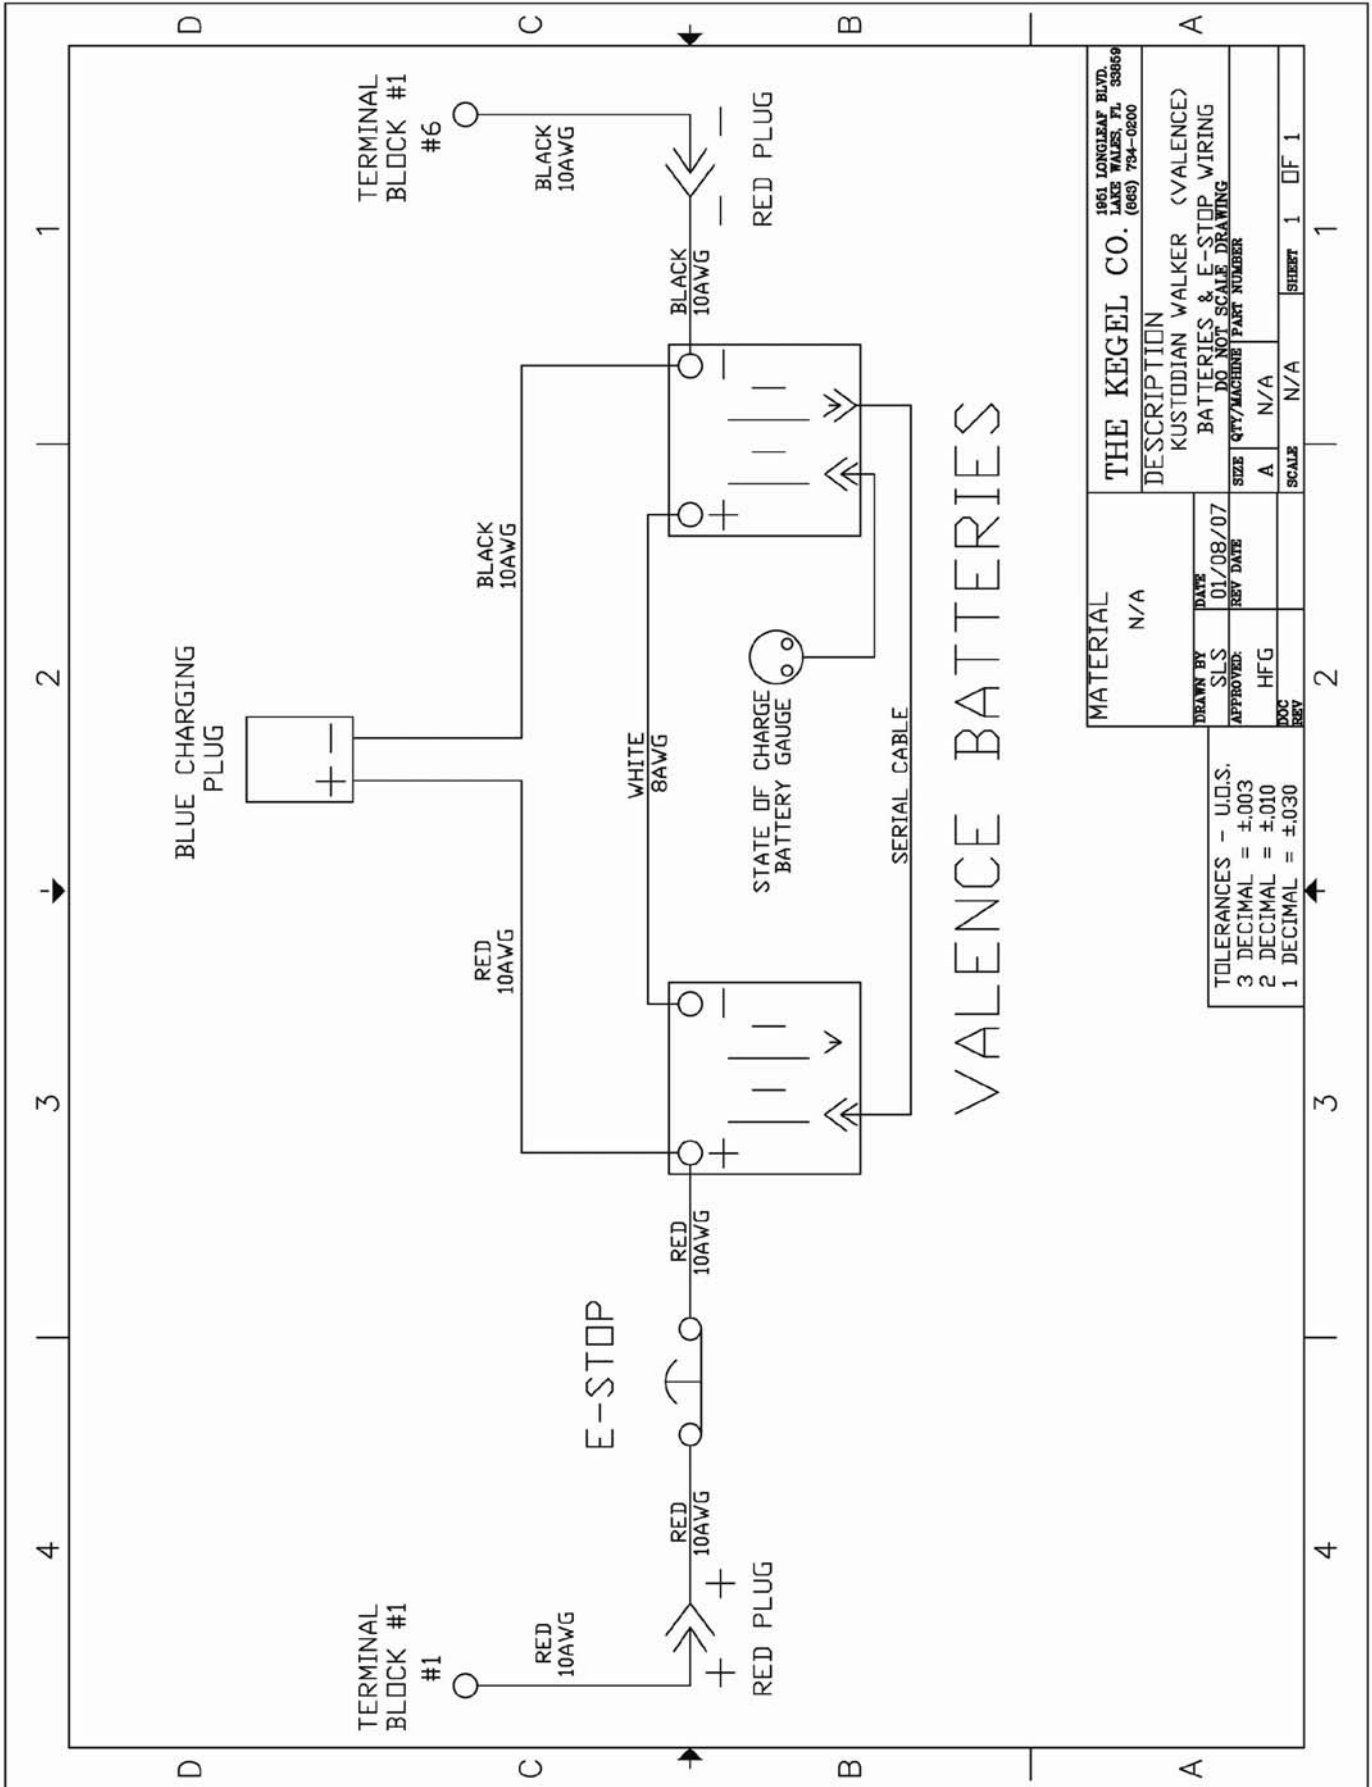 4
3
2
1
D
D
C
C
B
B
A
A
BLUE CHARGING
PLUG
+ −
TERMINAL
BLOCK #1
#1
TERMINAL
BLOCK #1
#6
RED
10AWG
RED
10AWG
BLACK
10AWG
BLACK
10AWG
E-STOP
WHITE
8AWG
RED
10AWG
RED
10AWG
BLACK
10AWG
+ +
RED PLUG
+ −
+ −
− −
RED PLUG
STATE OF CHARGE
BATTERY GAUGE
SERIAL CABLE
VALENCE BATTERIES
TOLERANCES - U.O.S.
3 DECIMAL = ±.003
2 DECIMAL = ±.010
1 DECIMAL = ±.030
MATERIAL
N/A
DRAWN BY
SLS
DATE
01/08/07
APPROVED:
HFG
REV DATE
DOC
REV
THE KEGEL CO.
1951 LONGLEAF BLVD.
LAKE WALES, FL 33859
(863) 734-0200
DESCRIPTION
KUSTODIAN WALKER (VALENCE)
BATTERIES & E-STOP WIRING
DO NOT SCALE DRAWING
SIZE
A
QTY/MACHINE
N/A
PART NUMBER
SCALE N/A
SHEET 1 OF 1
4
3
2
1